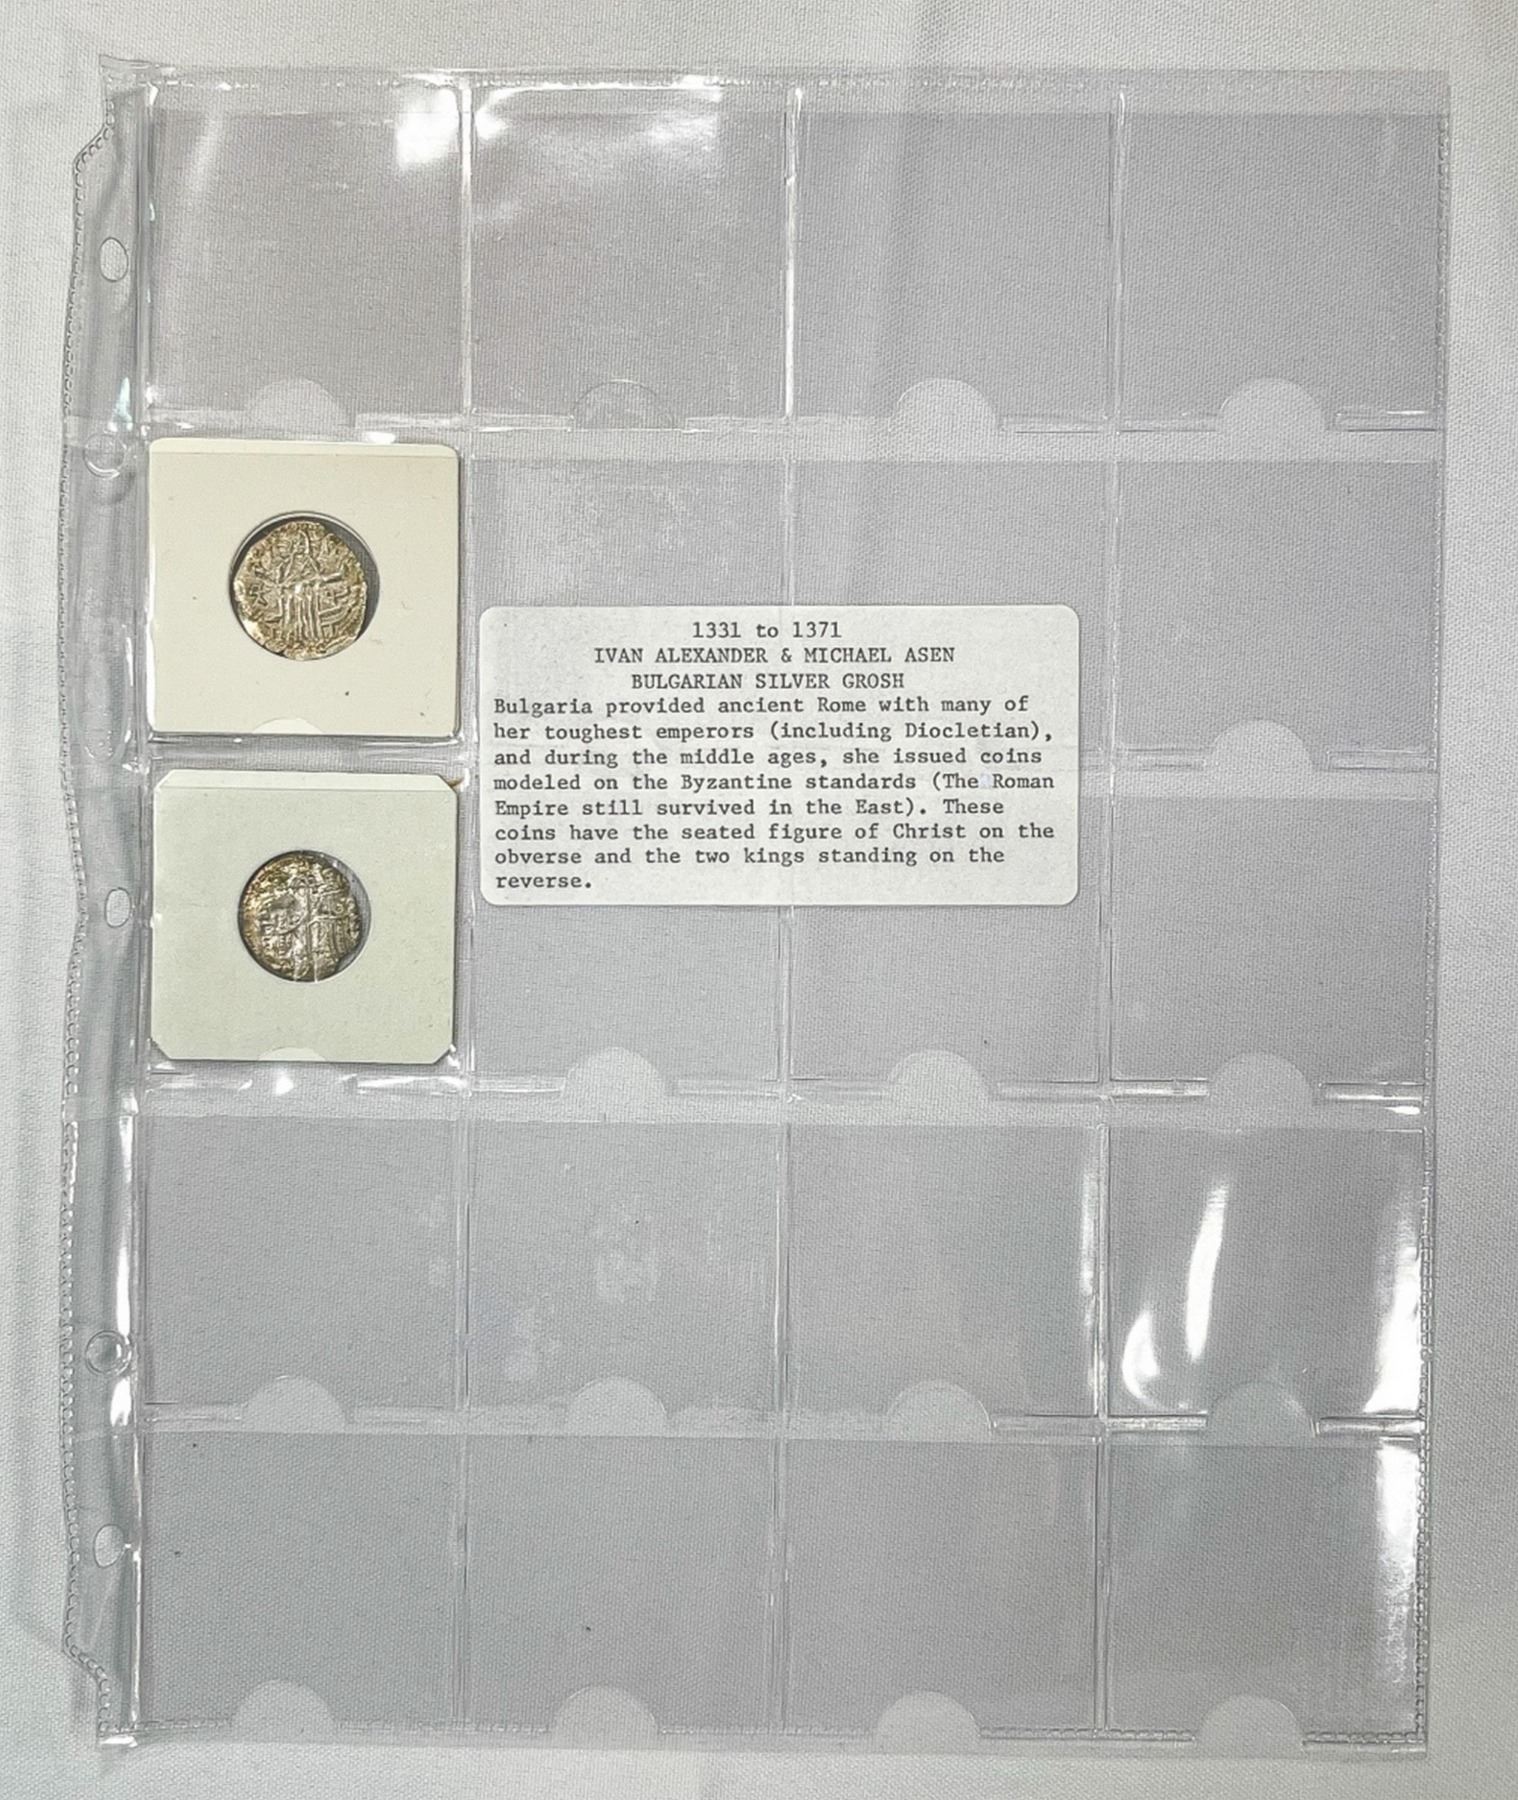 1331 to 1371
IVAN ALEXANDER & MICHAEL ASEN
BULGARIAN SILVER GROSH
Bulgaria provided ancient Rome with many of
her toughest emperors (including Diocletian),
and during the middle ages, she issued coins
modeled on the Byzantine standards (The Roman
Empire still survived in the East). These
coins have the seated figure of Christ on the
obverse and the two kings standing on the
reverse.